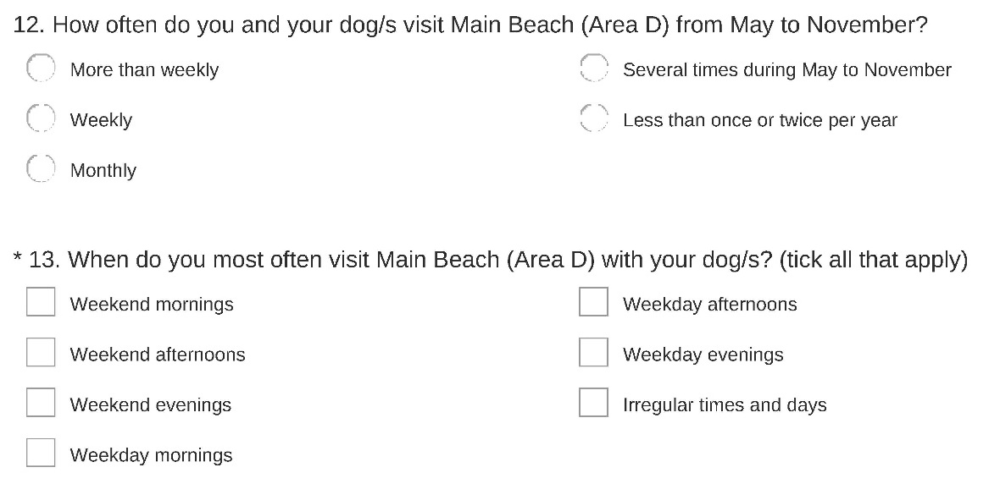 12. How often do you and your dog/s visit Main Beach (Area D) from May to November?
More than weekly
Weekly
Monthly
Several times during May to November
Less than once or twice per year
* 13. When do you most often visit Main Beach (Area D) with your dog/s? (tick all that apply)
Weekend mornings
Weekend afternoons
Weekend evenings
Weekday mornings
Weekday afternoons
Weekday evenings
Irregular times and days